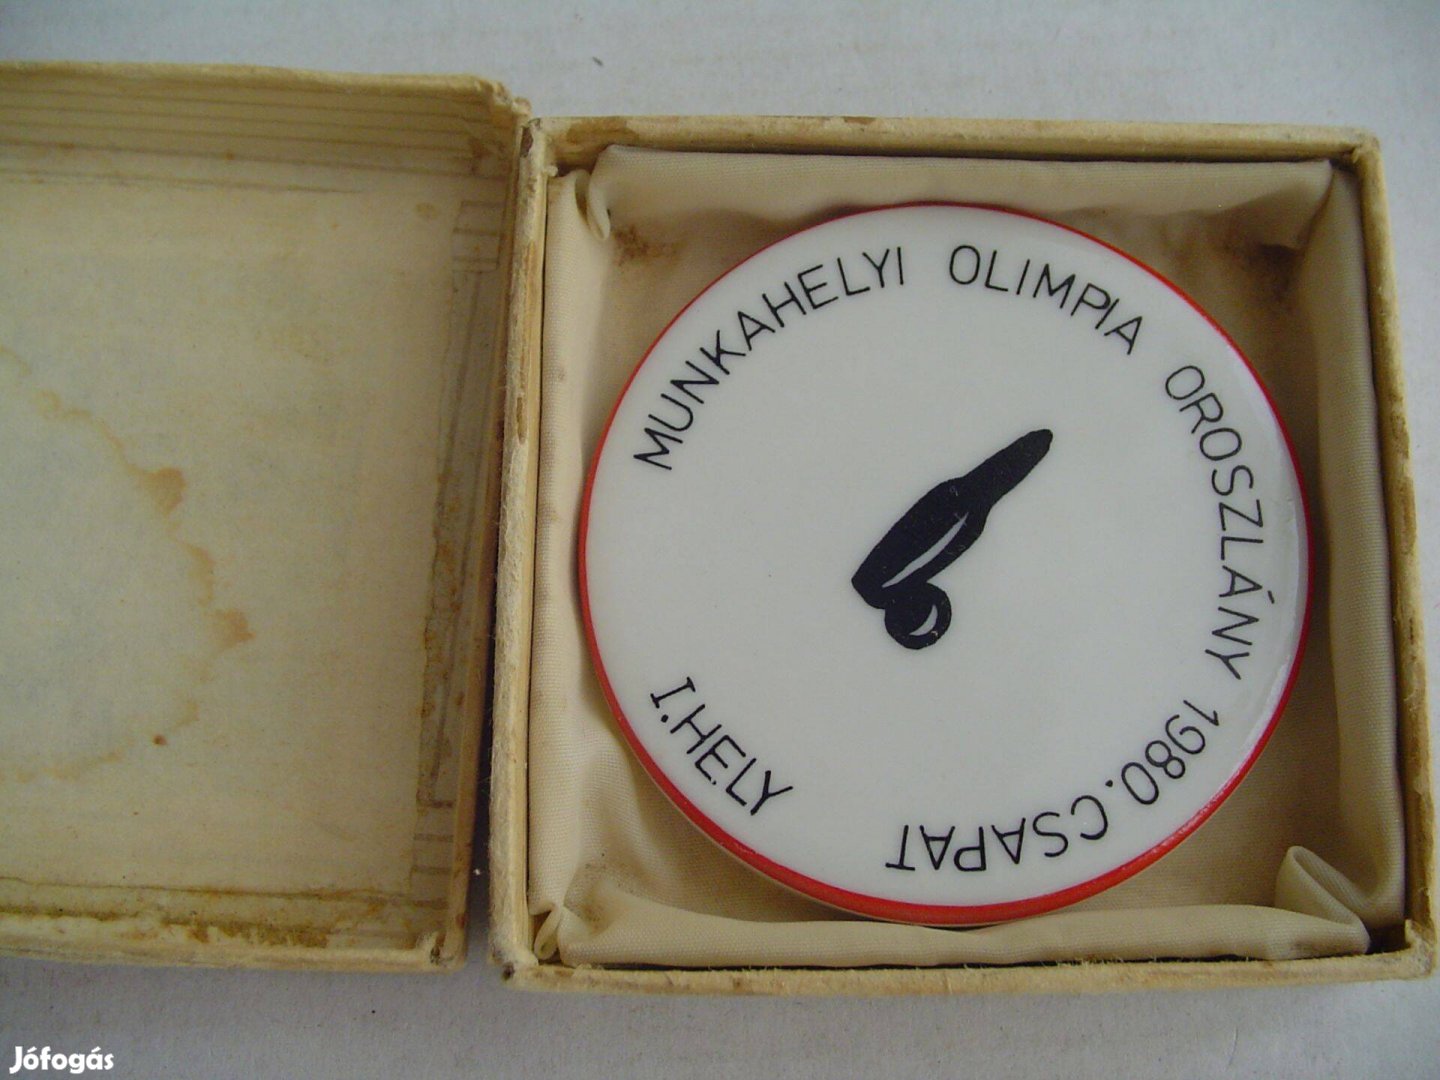 MUNKAHELYI OLIMPIA OROSZLÁNY 1980. CSAPAT
I. HELY
Jófogás